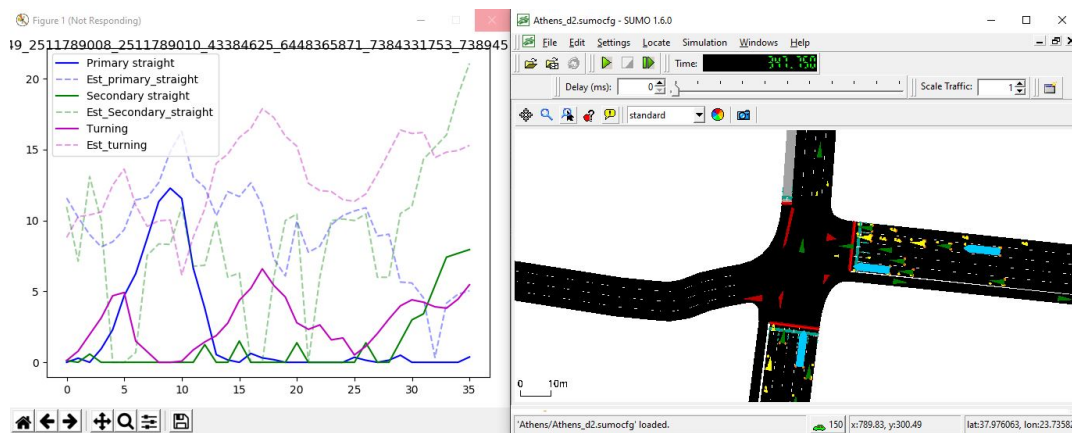 Figure 1 (Not Responding)
49_2511789008_2511789010_43384625_6448365871_7384331753_738945
Primary straight
Est_primary_straight
Secondary straight
Est_Secondary_straight
Turning
Est_turning
20
15
10
5
0
0 5 10 15 20 25 30 35
Athens_d2.sumocfg - SUMO 1.6.0
File Edit Settings Locate Simulation Windows Help
Time: 347.750
Delay (ms): 0 Scale Traffic: 1
standard
0 10m
'Athens/Athens_d2.sumocfg' loaded. 150 x:789.83, y:300.49 lat:37.976063, lon:23.73582